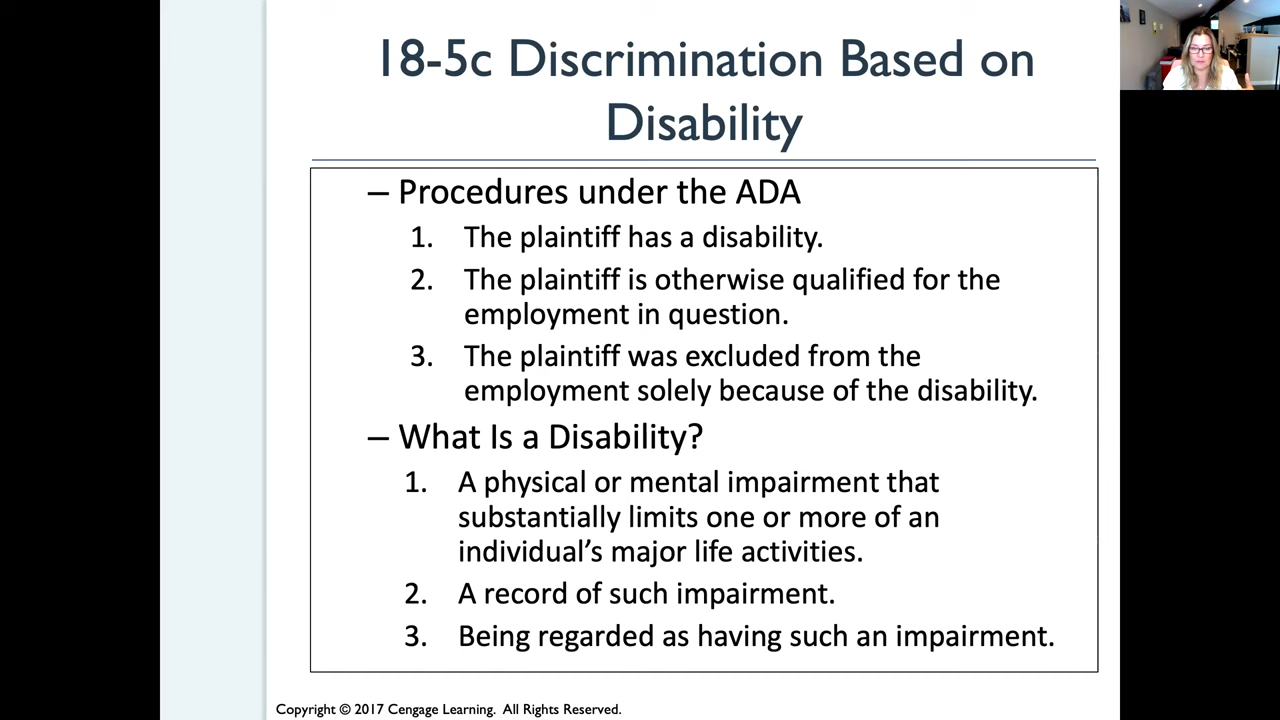 18-5c Discrimination Based on
Disability
– Procedures under the ADA
1. The plaintiff has a disability.
2. The plaintiff is otherwise qualified for the
employment in question.
3. The plaintiff was excluded from the
employment solely because of the disability.
– What Is a Disability?
1. A physical or mental impairment that
substantially limits one or more of an
individual’s major life activities.
2. A record of such impairment.
3. Being regarded as having such an impairment.
Copyright © 2017 Cengage Learning. All Rights Reserved.